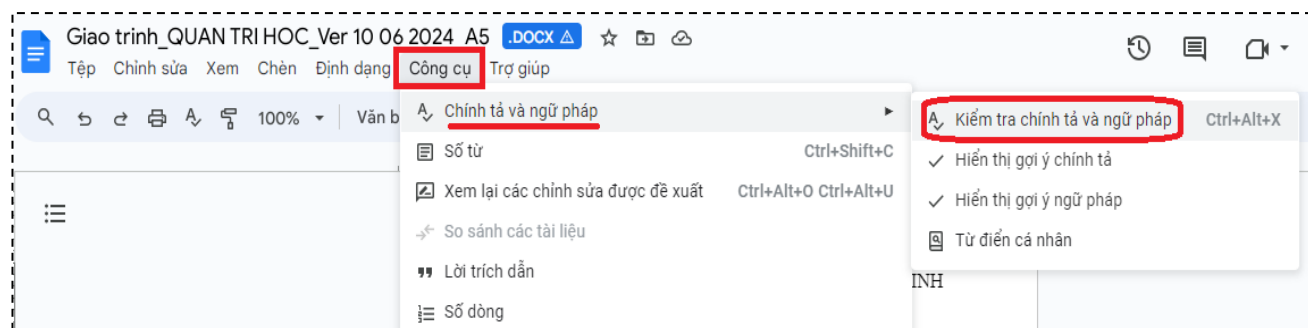 Giao trinh_QUAN TRI HOC_Ver 10 06 2024 A5 .DOCX
Tệp Chỉnh sửa Xem Chèn Định dạng Công cụ Trợ giúp
100% Văn b
Chính tả và ngữ pháp
Số từ Ctrl+Shift+C
Xem lại các chỉnh sửa được đề xuất Ctrl+Alt+O Ctrl+Alt+U
So sánh các tài liệu
Lời trích dẫn
Số dòng
Kiểm tra chính tả và ngữ pháp Ctrl+Alt+X
Hiển thị gợi ý chính tả
Hiển thị gợi ý ngữ pháp
Từ điển cá nhân
INH